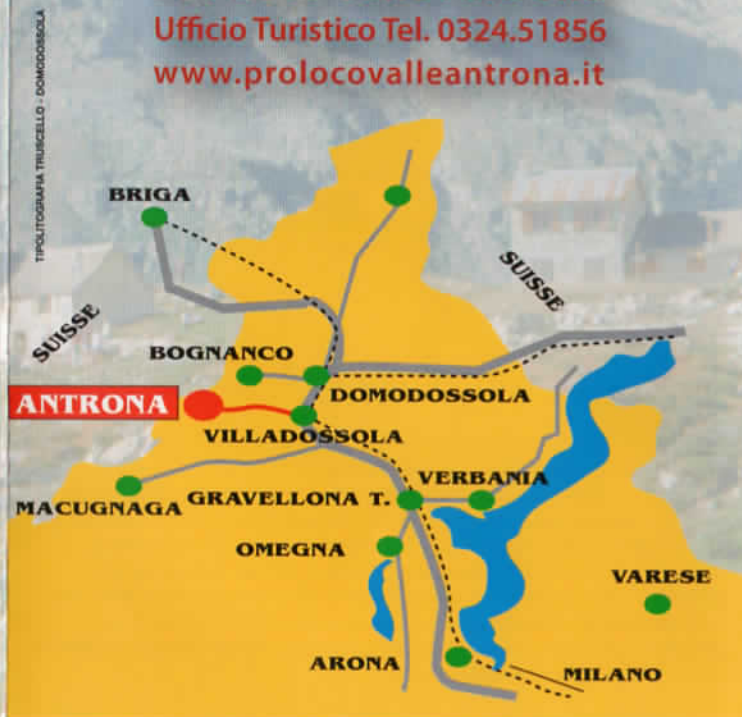 Ufficio Turistico Tel. 0324.51856
www.prolocovalleantrona.it
TIPOLITOGRAFIA TRUSCELLO - DOMODOSSOLA
BRIGA
SUISSE
SUISSE
BOGNANCO
DOMODOSSOLA
ANTRONA
VILLADOSSOLA
VERBANIA
MACUGNAGA
GRAVELLONA T.
OMEGNA
VARESE
ARONA
MILANO